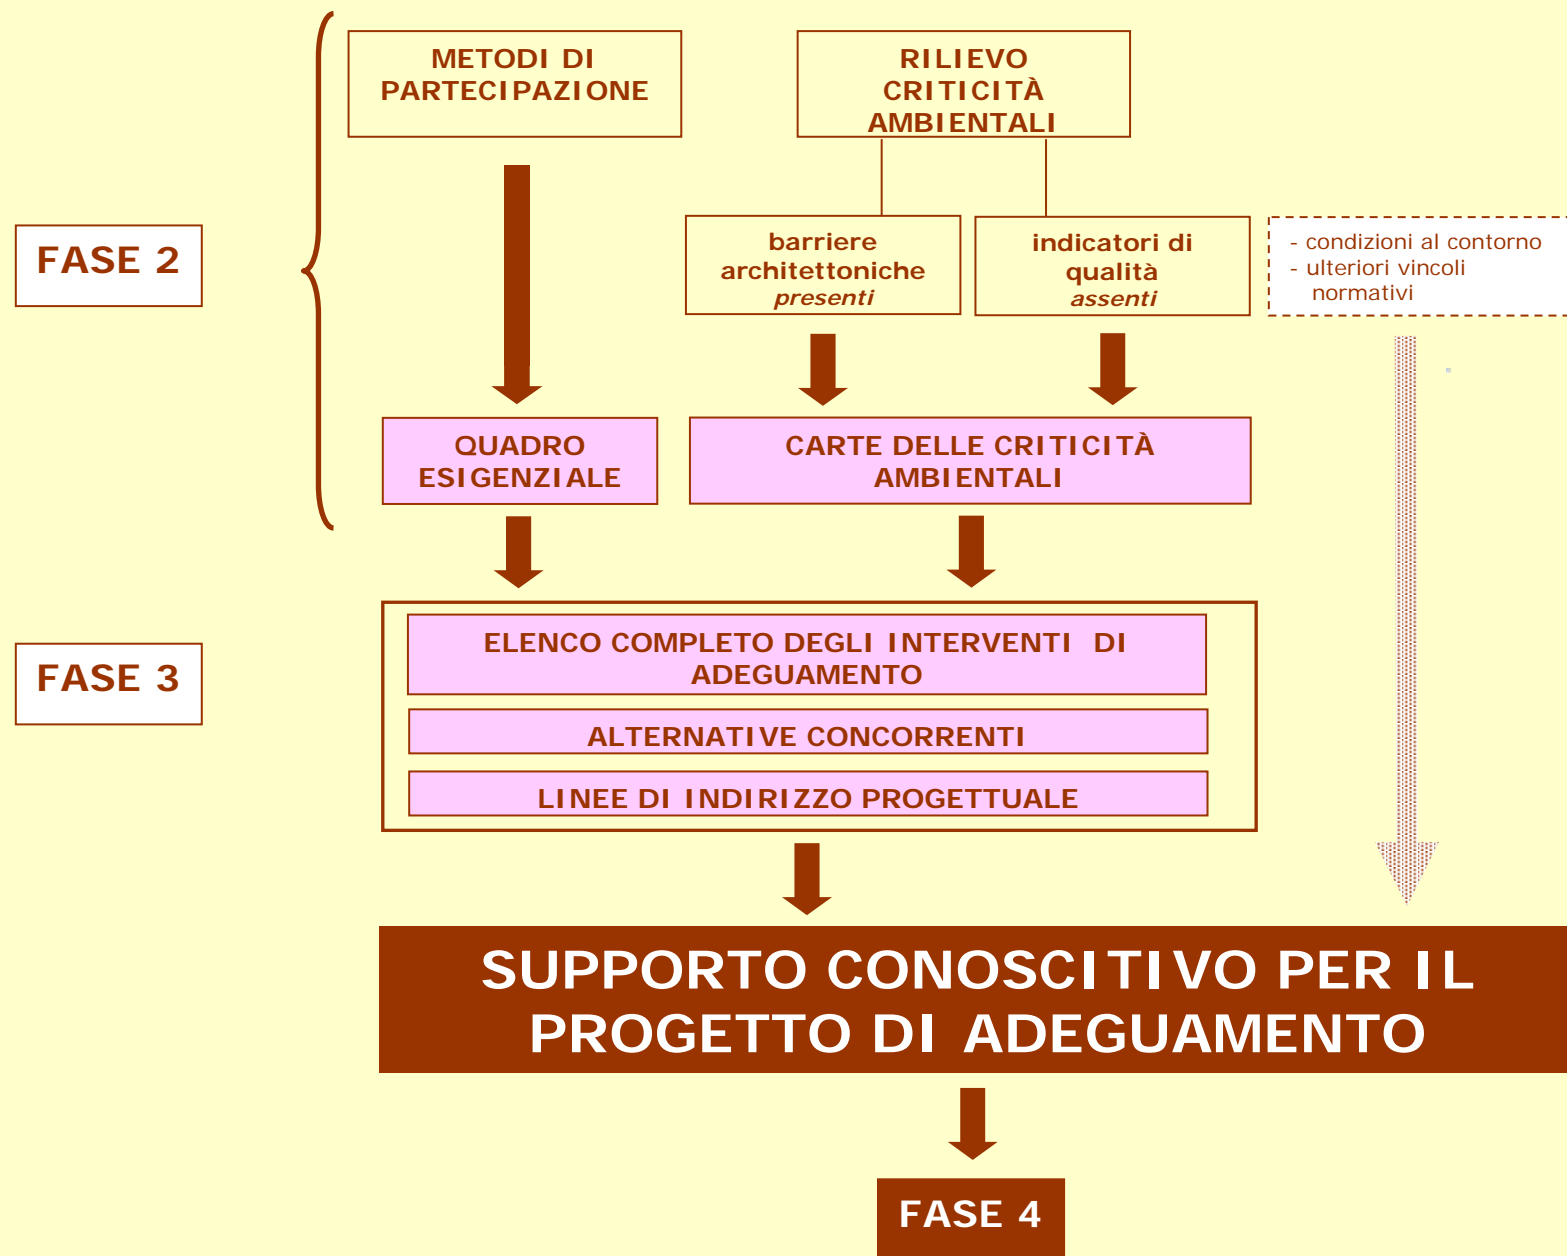 METODI DI
PARTECIPAZIONE
RILIEVO
CRITICITÀ
AMBIENTALI
FASE 2
barriere
architettoniche
presenti
indicatori di
qualità
assenti
- condizioni al contorno
- ulteriori vincoli
normativi
QUADRO
ESIGENZIALE
CARTE DELLE CRITICITÀ
AMBIENTALI
FASE 3
ELENCO COMPLETO DEGLI INTERVENTI DI
ADEGUAMENTO
ALTERNATIVE CONCORRENTI
LINEE DI INDIRIZZO PROGETTUALE
SUPPORTO CONOSCITIVO PER IL
PROGETTO DI ADEGUAMENTO
FASE 4